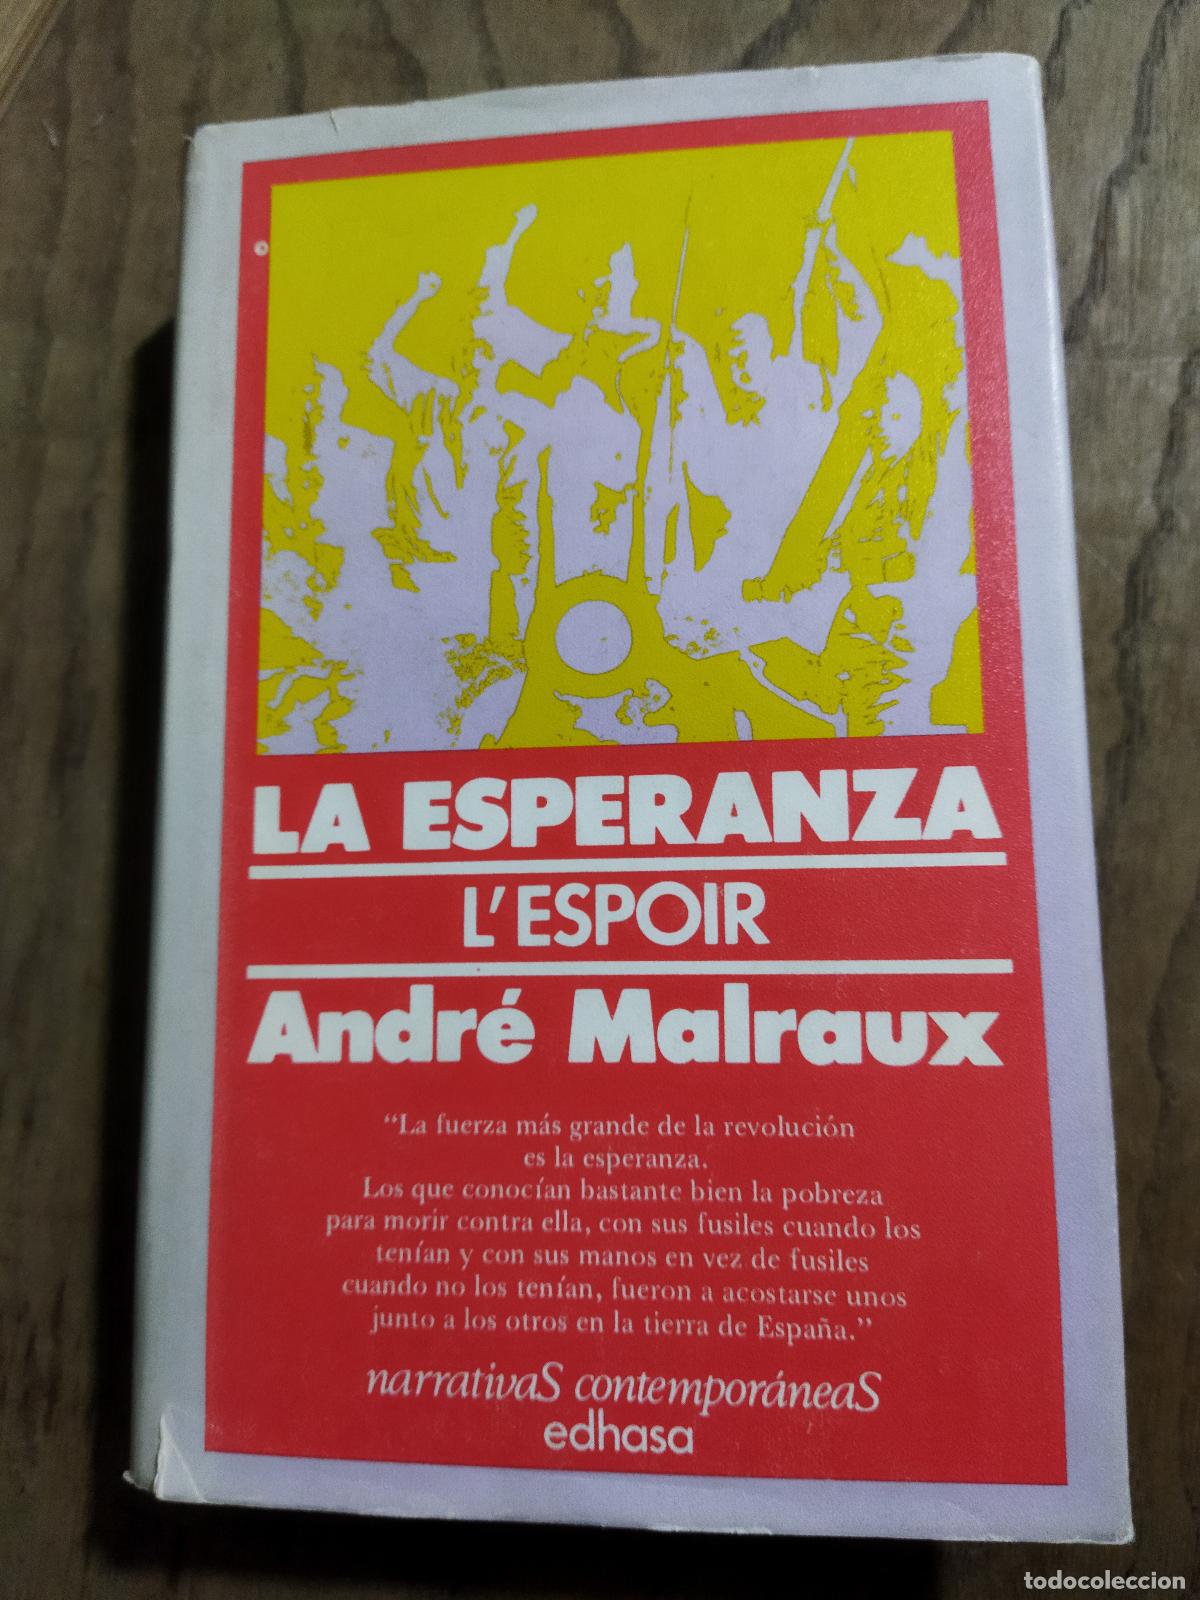 LA ESPERANZA
L'ESPOIR
André Malraux
“La fuerza más grande de la revolución
es la esperanza.
Los que conocían bastante bien la pobreza
para morir contra ella, con sus fusiles cuando los
tenían y con sus manos en vez de fusiles
cuando no los tenían, fueron a acostarse unos
junto a los otros en la tierra de España.”
narrativaS contemporáneaS
edhasa
todocoleccion